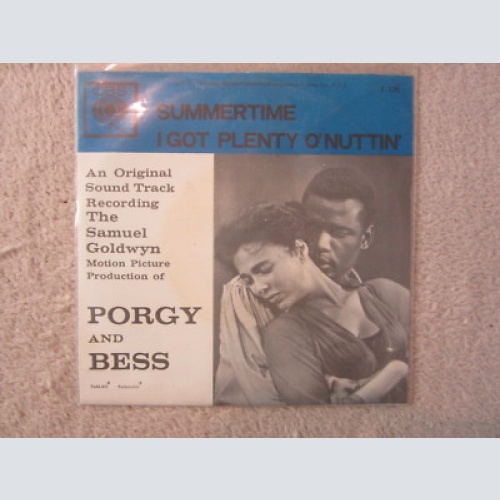 SUMMERTIME
I GOT PLENTY O'NUTTIN'
An Original
Sound Track
Recording
The
Samuel
Goldwyn
Motion Picture
Production of
PORGY
AND
BESS